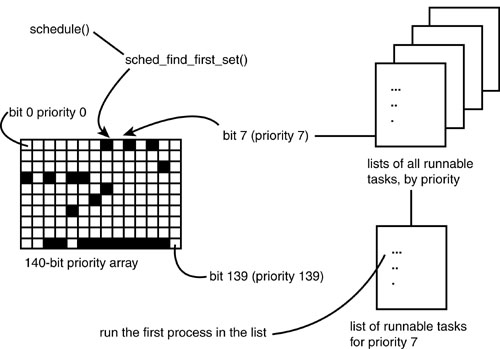 schedule()
sched_find_first_set()
bit 0 priority 0
bit 7 (priority 7)
...
..
.
lists of all runnable
tasks, by priority
140-bit priority array
bit 139 (priority 139)
...
..
.
run the first process in the list
list of runnable tasks
for priority 7